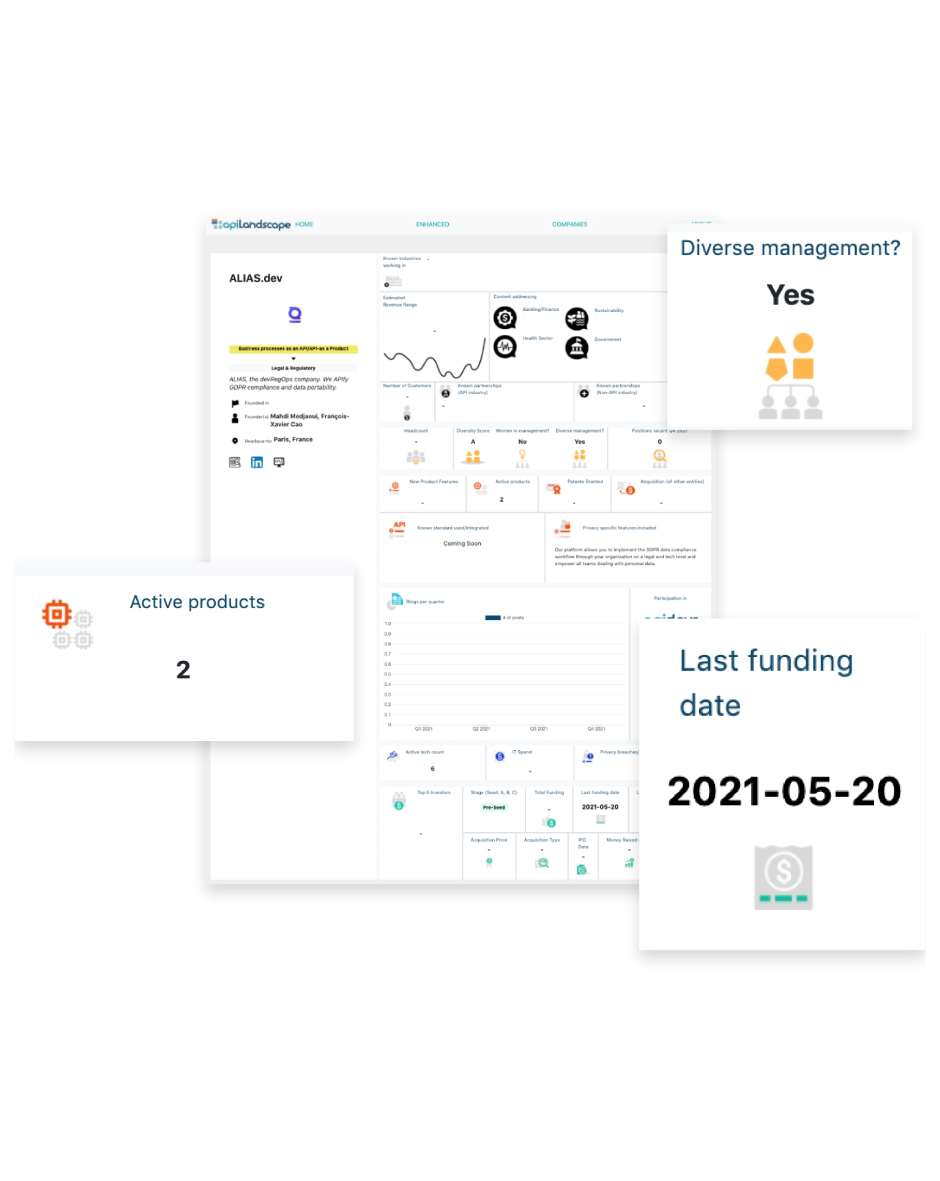 apiLandscape HOME ENHANCED COMPANIES
Diverse management?
Yes
ALIAS.dev
Business processes as an API/API-as a Product
Legal & Regulatory
ALIAS, the devRegOps company. We APIfy
GDPR compliance and data portability.
Founded in
Founder(s) Mahdi Medjaoui, François-
Xavier Cao
Headquarter Paris, France
Known Industries -
working in
Estimated
Revenue Range
-
Content addressing
Banking/Finance
Sustainability
Health Sector
Government
Number of Customers
-
Known partnerships
(API industry)
-
Known partnerships
(Non-API industry)
-
Headcount
-
Diversity Score
A
Women in management?
No
Diverse management?
Yes
Positions vacant Q4 2021
0
New Product Features
-
Active products
2
Patents Granted
-
Acquisition (of other entities)
-
API
Known standard used/integrated
Coming Soon
Privacy specific features included
Our platform allows you to implement the GDPR data compliance
workflow through your organization on a legal and tech level and
empower all teams dealing with personal data.
Active products
2
Blogs per quarter
# of posts
1.0
0.9
0.8
0.7
0.6
0.5
0.4
0.3
0.2
0.1
0
Q1 2021 Q2 2021 Q3 2021 Q4 2021
Participation in
Last funding
date
2021-05-20
Active tech count
6
IT Spend
-
Privacy breaches/
Top 5 Investors
-
Stage (Seed, A, B, C)
Pre-Seed
Total Funding
-
Last funding date
2021-05-20
Acquisition Price
-
Acquisition Type
-
IPO
Date
-
Money Raised
-